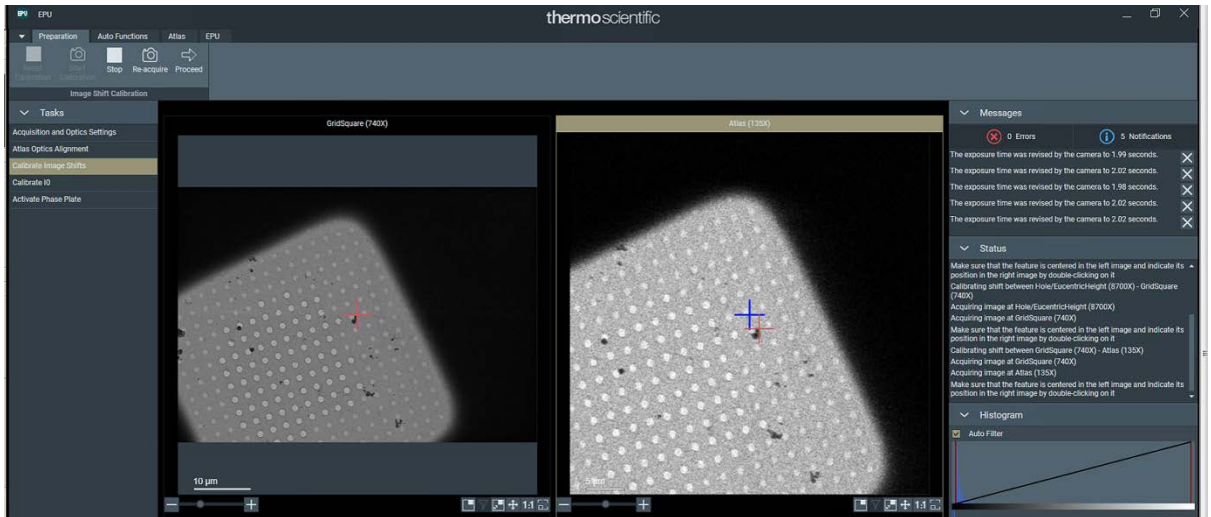 EPU EPU
thermo scientific
Preparation Auto Functions Atlas EPU
Reset Calibration
Start Calibration
Stop
Re-acquire
Proceed
Image Shift Calibration
Tasks
Acquisition and Optics Settings
Atlas Optics Alignment
Calibrate Image Shifts
Calibrate I0
Activate Phase Plate
GridSquare (740X)
10 μm
1:1
Atlas (135X)
1:1
Messages
0 Errors
5 Notifications
The exposure time was revised by the camera to 1.99 seconds.
The exposure time was revised by the camera to 2.02 seconds.
The exposure time was revised by the camera to 1.98 seconds.
The exposure time was revised by the camera to 2.02 seconds.
The exposure time was revised by the camera to 2.02 seconds.
Status
Make sure that the feature is centered in the left image and indicate its
position in the right image by double-clicking on it
Calibrating shift between Hole/EucentricHeight (8700X) - GridSquare
(740X)
Acquiring image at Hole/EucentricHeight (8700X)
Acquiring image at GridSquare (740X)
Make sure that the feature is centered in the left image and indicate its
position in the right image by double-clicking on it
Calibrating shift between GridSquare (740X) - Atlas (135X)
Acquiring image at GridSquare (740X)
Acquiring image at Atlas (135X)
Make sure that the feature is centered in the left image and indicate its
position in the right image by double-clicking on it
Histogram
Auto Filter